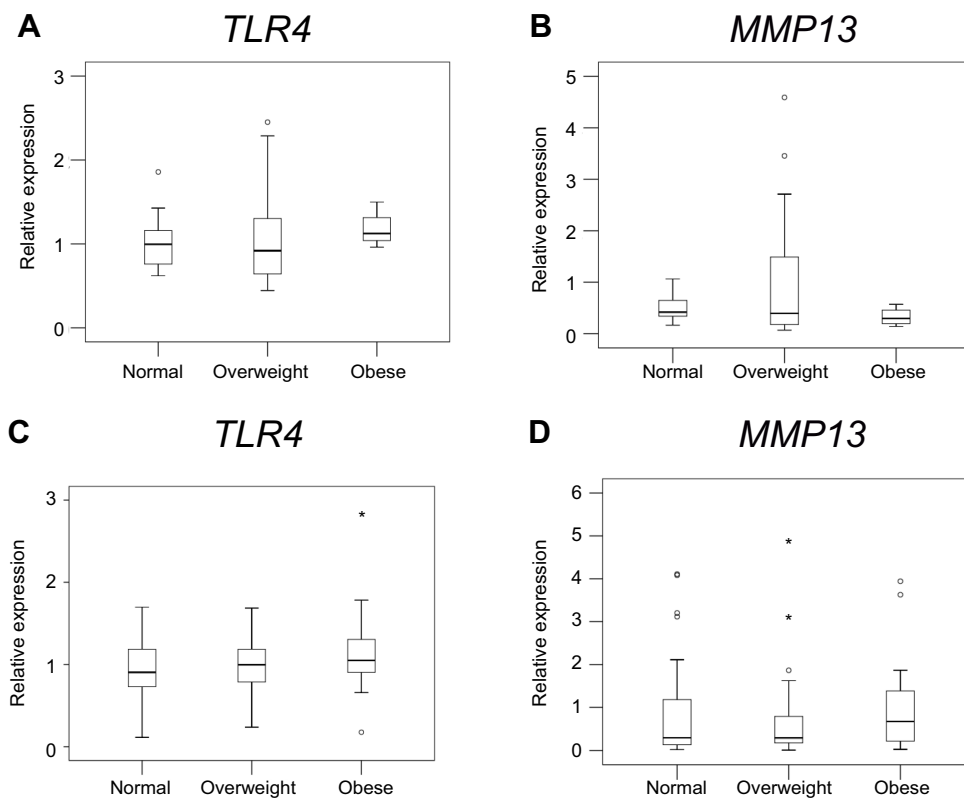 A TLR4
3
2
1
0
Relative expression
Normal Overweight Obese
B MMP13
5
4
3
2
1
0
Relative expression
Normal Overweight Obese
C TLR4
3
2
1
0
Relative expression
Normal Overweight Obese
D MMP13
6
5
4
3
2
1
0
Relative expression
Normal Overweight Obese